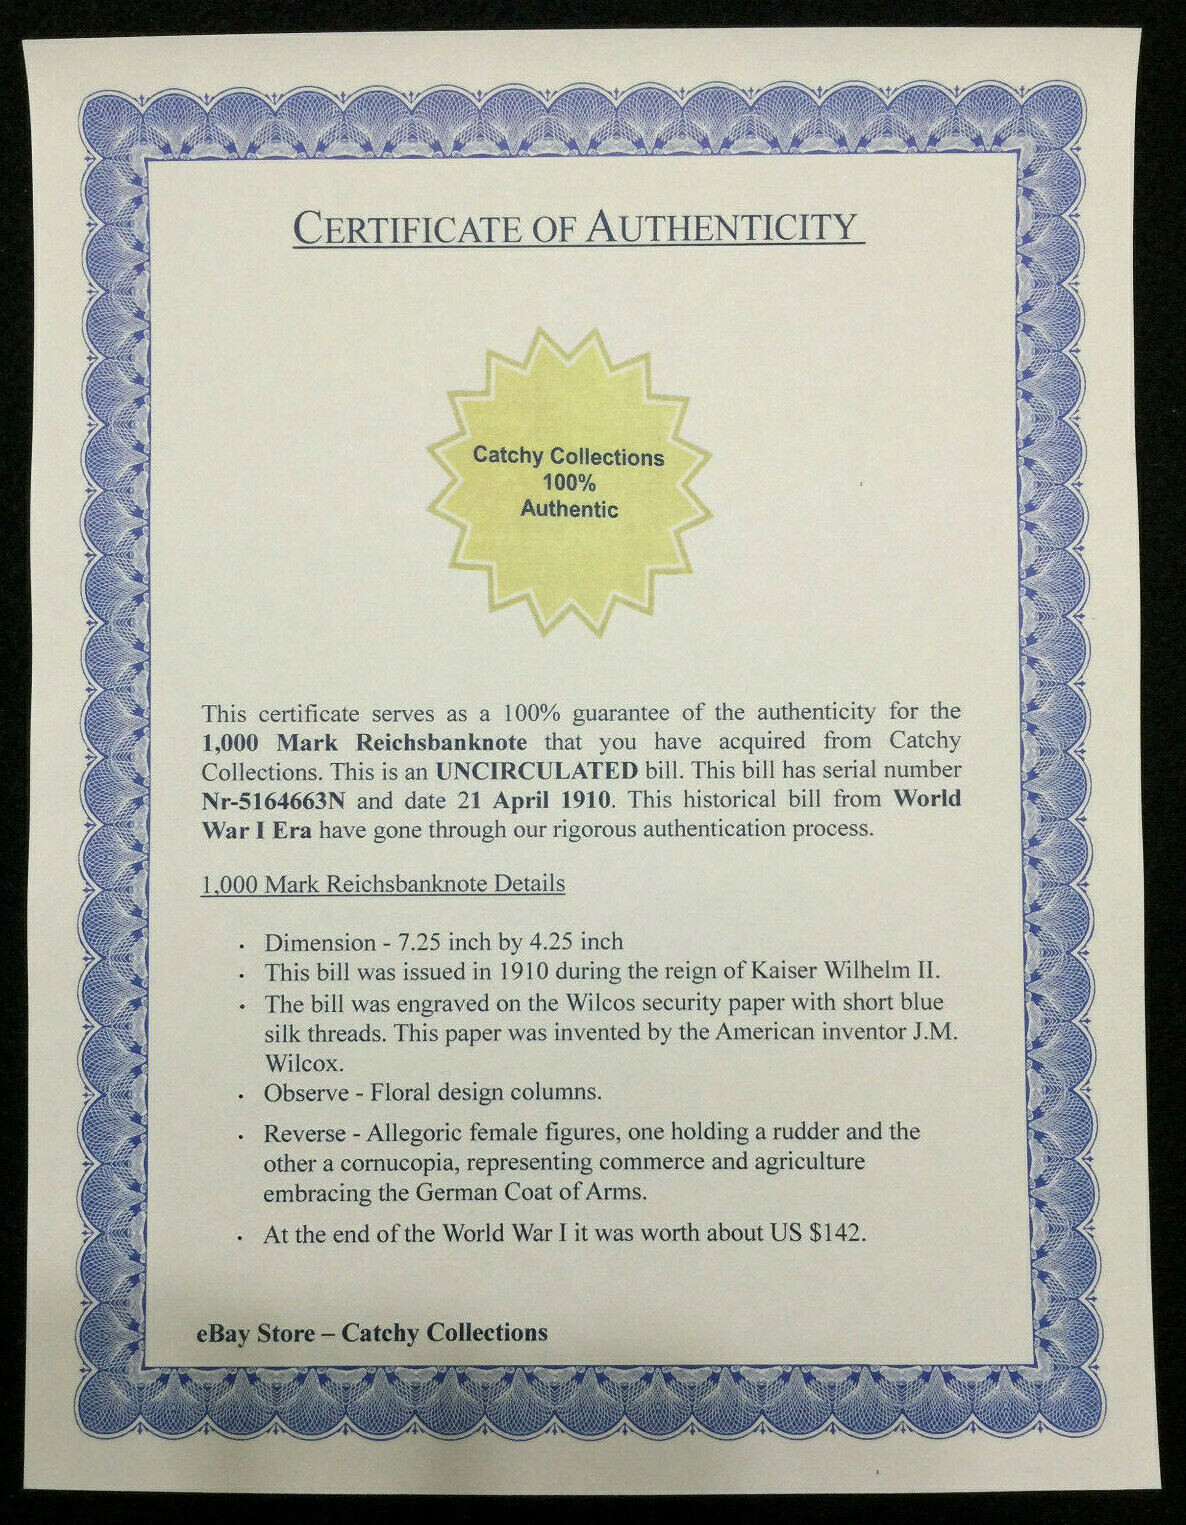 CERTIFICATE OF AUTHENTICITY
Catchy Collections
100%
Authentic
This certificate serves as a 100% guarantee of the authenticity for the
1,000 Mark Reichsbanknote that you have acquired from Catchy
Collections. This is an UNCIRCULATED bill. This bill has serial number
Nr-5164663N and date 21 April 1910. This historical bill from World
War I Era have gone through our rigorous authentication process.
1,000 Mark Reichsbanknote Details
• Dimension - 7.25 inch by 4.25 inch
• This bill was issued in 1910 during the reign of Kaiser Wilhelm II.
• The bill was engraved on the Wilcos security paper with short blue
silk threads. This paper was invented by the American inventor J.M.
Wilcox.
• Observe - Floral design columns.
• Reverse - Allegoric female figures, one holding a rudder and the
other a cornucopia, representing commerce and agriculture
embracing the German Coat of Arms.
• At the end of the World War I it was worth about US $142.
eBay Store – Catchy Collections